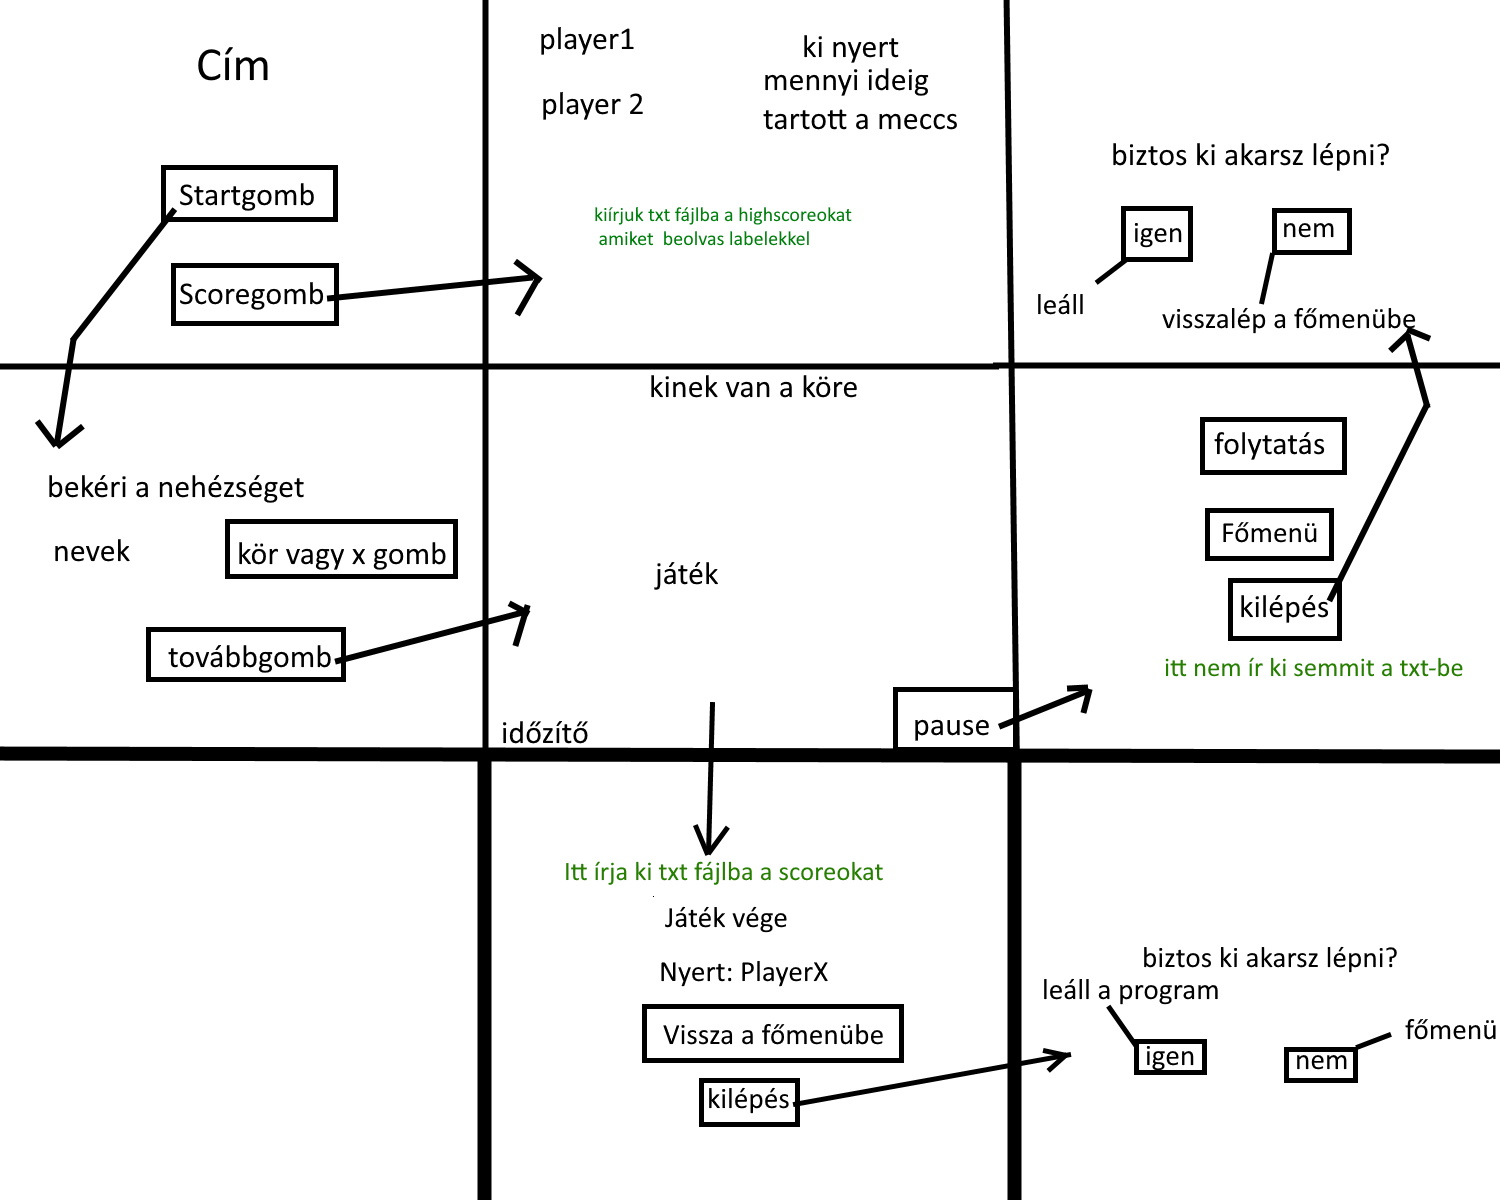 Cím
Startgomb
Scoregomb
player1
player 2
ki nyert
mennyi ideig
tartott a meccs
kiírjuk txt fájlba a highscoreokat
amiket beolvas labelekkel
biztos ki akarsz lépni?
igen
nem
leáll
visszalép a főmenübe
bekéri a nehézséget
nevek
kör vagy x gomb
továbbgomb
kinek van a köre
játék
időzítő
pause
folytatás
Főmenü
kilépés
itt nem ír ki semmit a txt-be
Itt írja ki txt fájlba a scoreokat
Játék vége
Nyert: PlayerX
Vissza a főmenübe
kilépés
biztos ki akarsz lépni?
leáll a program
főmenü
igen
nem